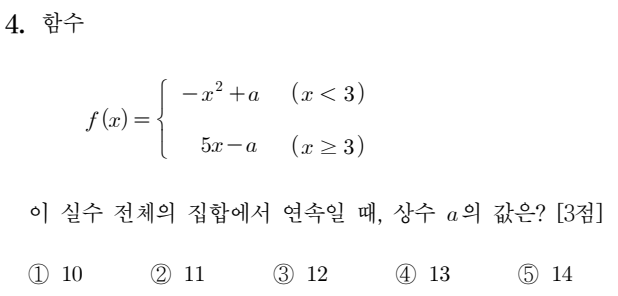 4. 함수
f(x) = { -x² + a (x < 3)
5x - a (x ≥ 3)
이 실수 전체의 집합에서 연속일 때, 상수 a의 값은? [3점]
① 10 ② 11 ③ 12 ④ 13 ⑤ 14